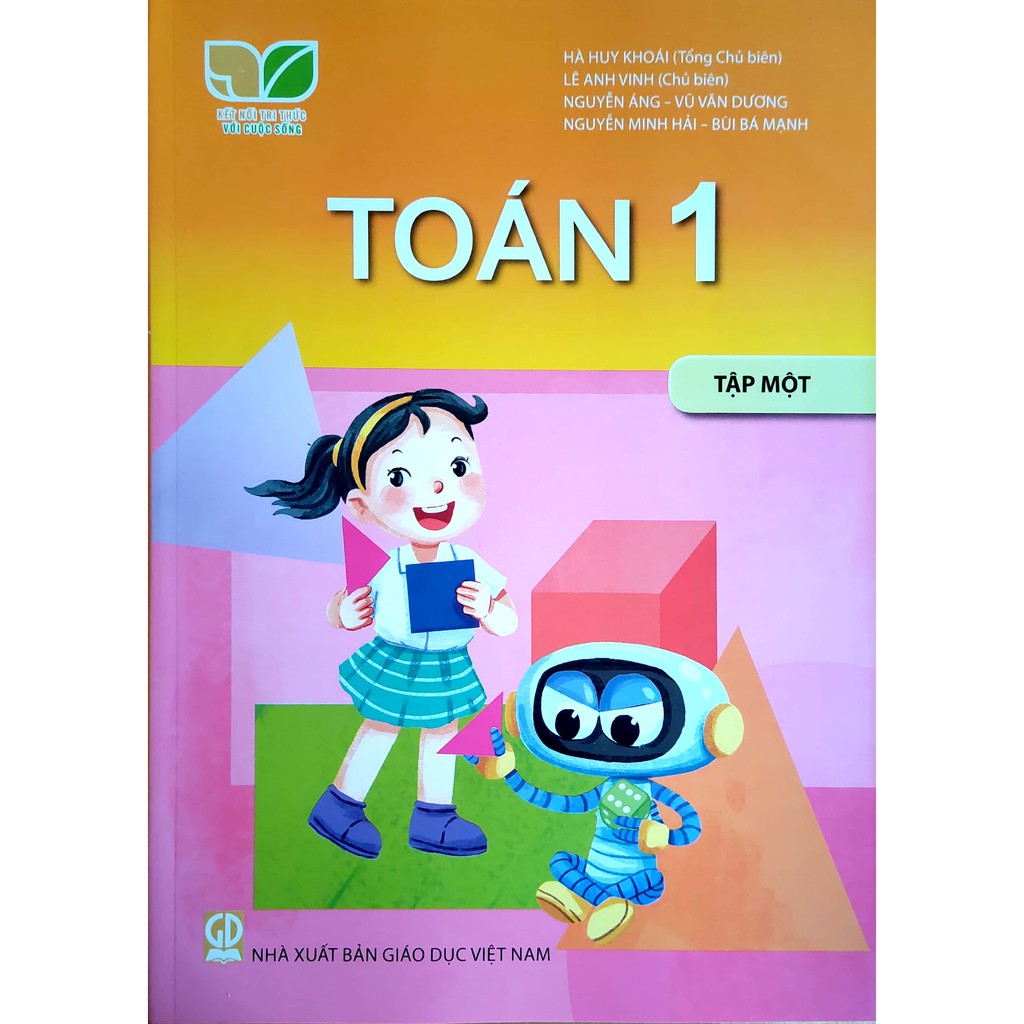 KẾT NỐI TRI THỨC
VỚI CUỘC SỐNG
HÀ HUY KHOÁI (Tổng Chủ biên)
LÊ ANH VINH (Chủ biên)
NGUYỄN ÁNG – VŨ VĂN DƯƠNG
NGUYỄN MINH HẢI – BÙI BÁ MẠNH
TOÁN 1
TẬP MỘT
GD
NHÀ XUẤT BẢN GIÁO DỤC VIỆT NAM